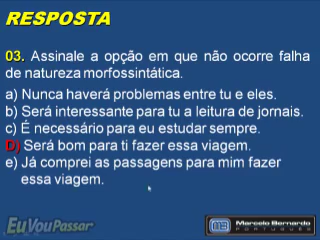 RESPOSTA
03. Assinale a opção em que não ocorre falha
de natureza morfossintática.
a) Nunca haverá problemas entre tu e eles.
b) Será interessante para tu a leitura de jornais.
c) É necessário para eu estudar sempre.
D) Será bom para ti fazer essa viagem.
e) Já comprei as passagens para mim fazer
essa viagem.
EuVouPassar
MB
Marcelo Bernardo
PORTUGUÊS